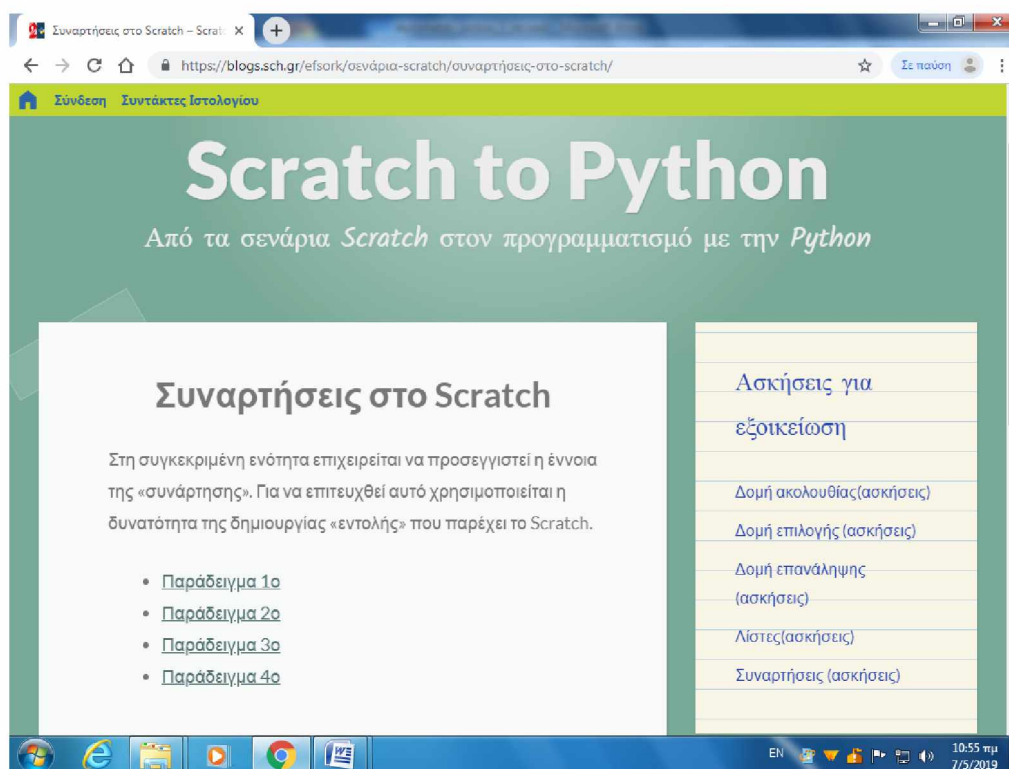 Συναρτήσεις στο Scratch – Scratc
https://blogs.sch.gr/efsork/σενάρια-scratch/συναρτήσεις-στο-scratch/
Σε παύση
Σύνδεση Συντάκτες Ιστολογίου
Scratch to Python
Από τα σενάρια Scratch στον προγραμματισμό με την Python
Συναρτήσεις στο Scratch
Στη συγκεκριμένη ενότητα επιχειρείται να προσεγγιστεί η έννοια
της «συνάρτησης». Για να επιτευχθεί αυτό χρησιμοποιείται η
δυνατότητα της δημιουργίας «εντολής» που παρέχει το Scratch.
Παράδειγμα 1ο
Παράδειγμα 2ο
Παράδειγμα 3ο
Παράδειγμα 4ο
Ασκήσεις για
εξοικείωση
Δομή ακολουθίας(ασκήσεις)
Δομή επιλογής (ασκήσεις)
Δομή επανάληψης
(ασκήσεις)
Λίστες(ασκήσεις)
Συναρτήσεις (ασκήσεις)
EN
10:55 πμ
7/5/2019